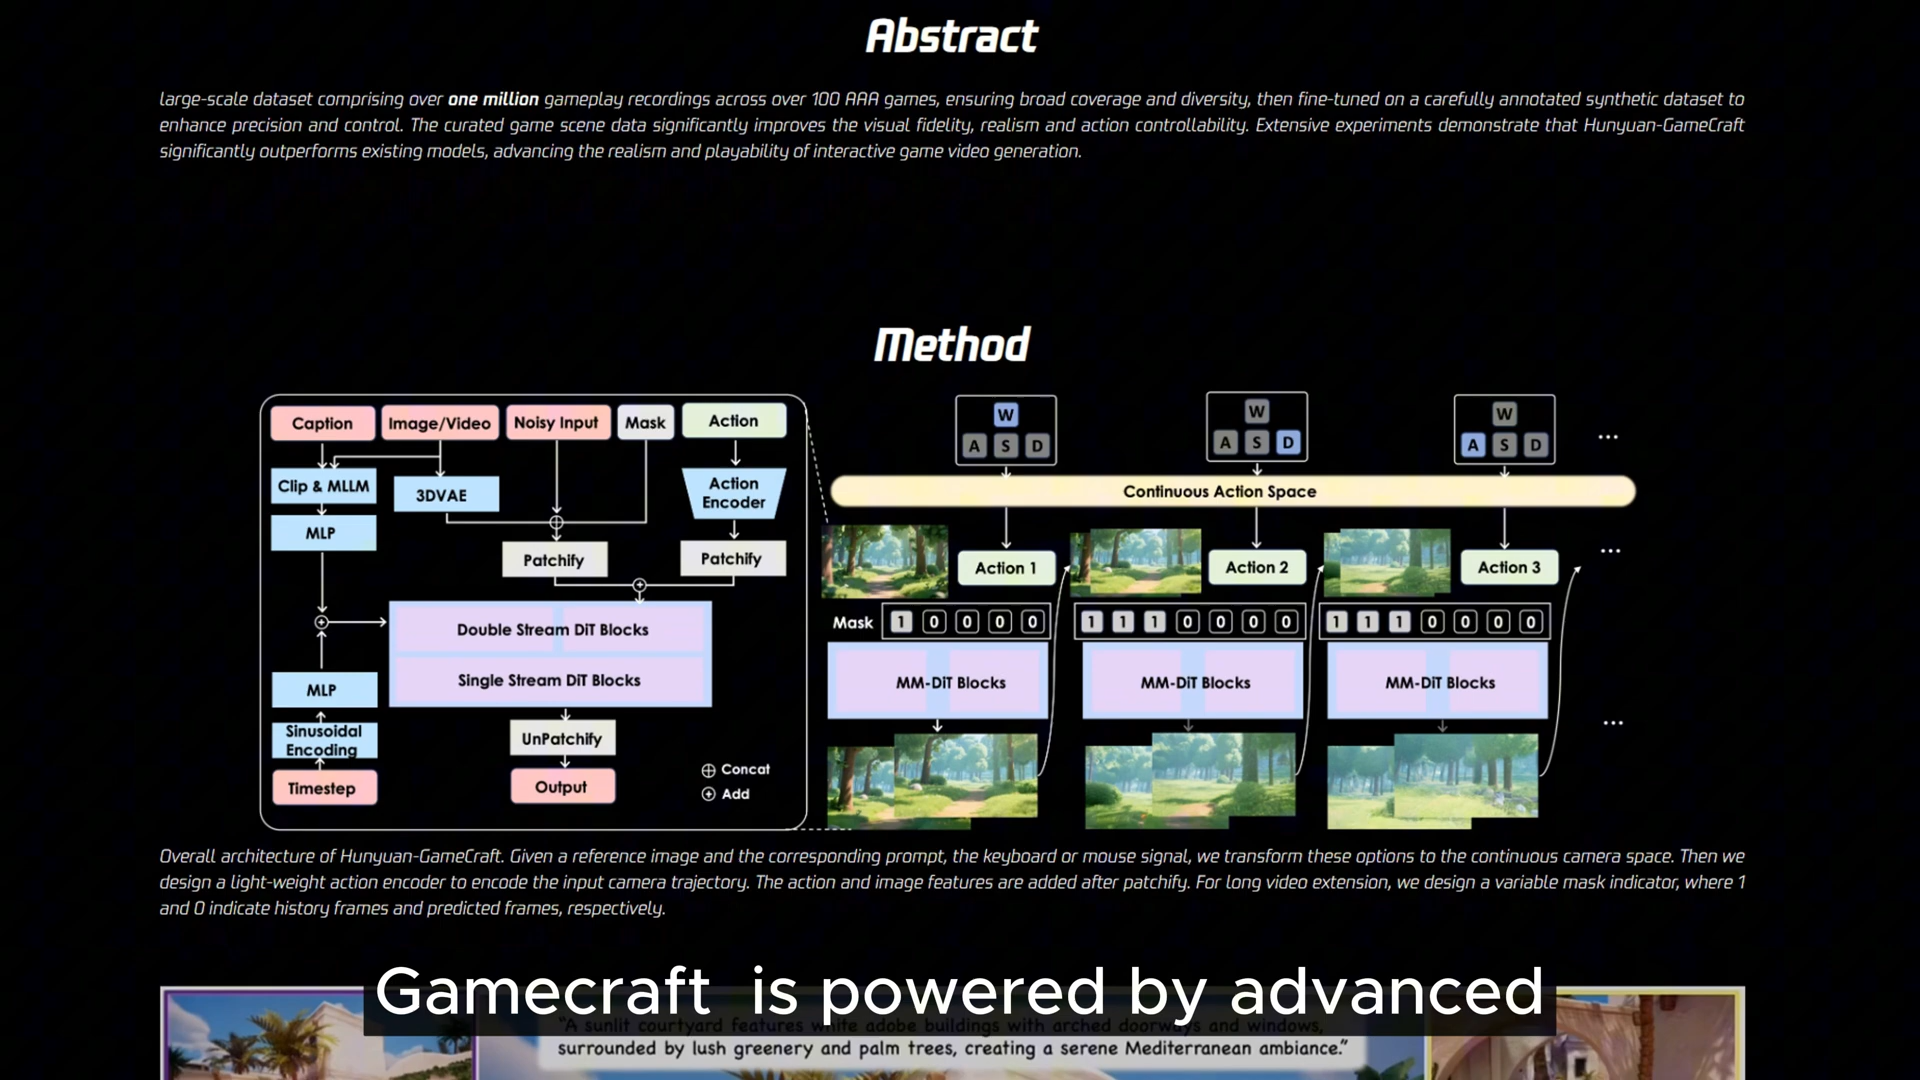 Abstract
large-scale dataset comprising over one million gameplay recordings across over 100 AAA games, ensuring broad coverage and diversity, then fine-tuned on a carefully annotated synthetic dataset to
enhance precision and control. The curated game scene data significantly improves the visual fidelity, realism and action controllability. Extensive experiments demonstrate that Hunyuan-GameCraft
significantly outperforms existing models, advancing the realism and playability of interactive game video generation.
Method
Caption
Image/Video
Noisy Input
Mask
Action
Clip & MLLM
3DVAE
Action
Encoder
MLP
Patchify
Patchify
Double Stream DiT Blocks
Single Stream DiT Blocks
MLP
Sinusoidal
Encoding
Timestep
UnPatchify
Output
Concat
Add
W
A S D
W
A S D
W
A S D
...
Continuous Action Space
Action 1
Action 2
Action 3
...
Mask 1 0 0 0 0
1 1 1 0 0 0 0
1 1 1 0 0 0 0
MM-DiT Blocks
MM-DiT Blocks
MM-DiT Blocks
...
Overall architecture of Hunyuan-GameCraft. Given a reference image and the corresponding prompt, the keyboard or mouse signal, we transform these options to the continuous camera space. Then we
design a light-weight action encoder to encode the input camera trajectory. The action and image features are added after patchify. For long video extension, we design a variable mask indicator, where 1
and 0 indicate history frames and predicted frames, respectively.
Gamecraft is powered by advanced
"A sunlit courtyard features white adobe buildings with arched doorways and windows,
surrounded by lush greenery and palm trees, creating a serene Mediterranean ambiance."